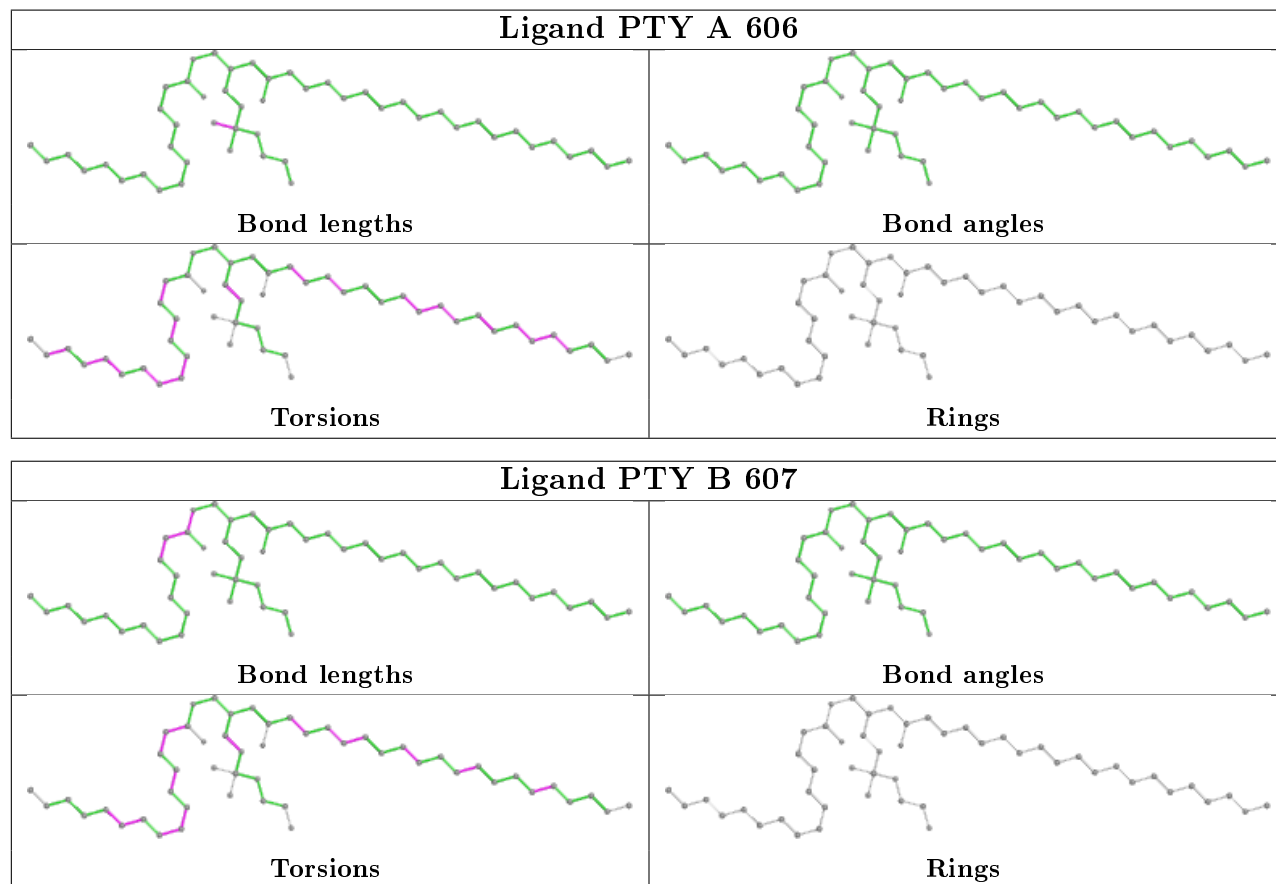 Ligand PTY A 606
Bond lengths
Bond angles
Torsions
Rings
Ligand PTY B 607
Bond lengths
Bond angles
Torsions
Rings